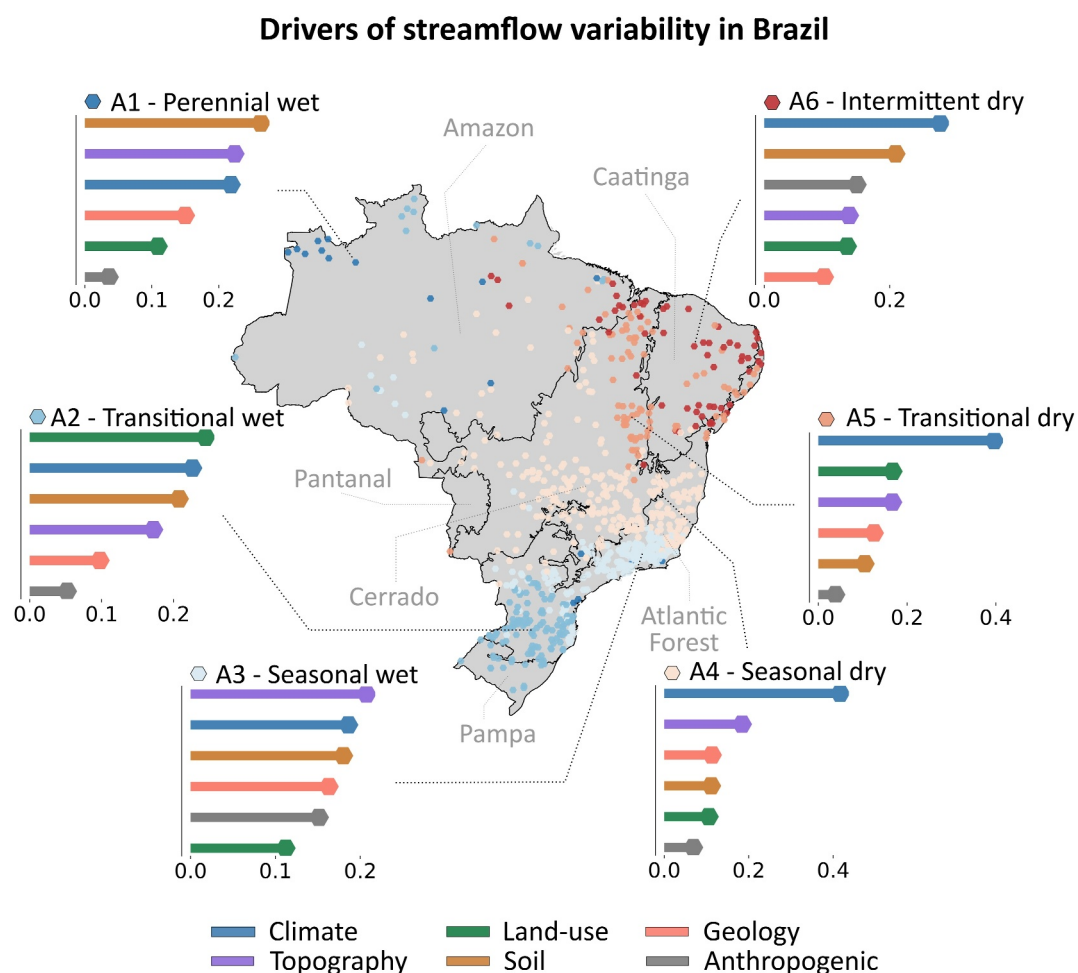 Drivers of streamflow variability in Brazil
A1 - Perennial wet
0.0 0.1 0.2
A6 - Intermittent dry
0.0 0.2
Amazon
Caatinga
A2 - Transitional wet
0.0 0.1 0.2
A5 - Transitional dry
0.0 0.2 0.4
Pantanal
Cerrado
Atlantic
Forest
Pampa
A3 - Seasonal wet
0.0 0.1 0.2
A4 - Seasonal dry
0.0 0.2 0.4
Climate Land-use Geology
Topography Soil Anthropogenic